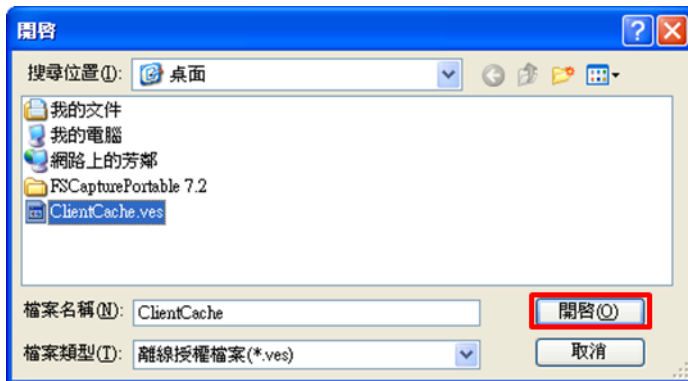 開啓
搜尋位置(I): 桌面
我的文件
我的電腦
網路上的芳鄰
FSCapturePortable 7.2
ClientCache.ves
檔案名稱(N): ClientCache 開啓(O)
檔案類型(T): 離線授權檔案(*.ves) 取消